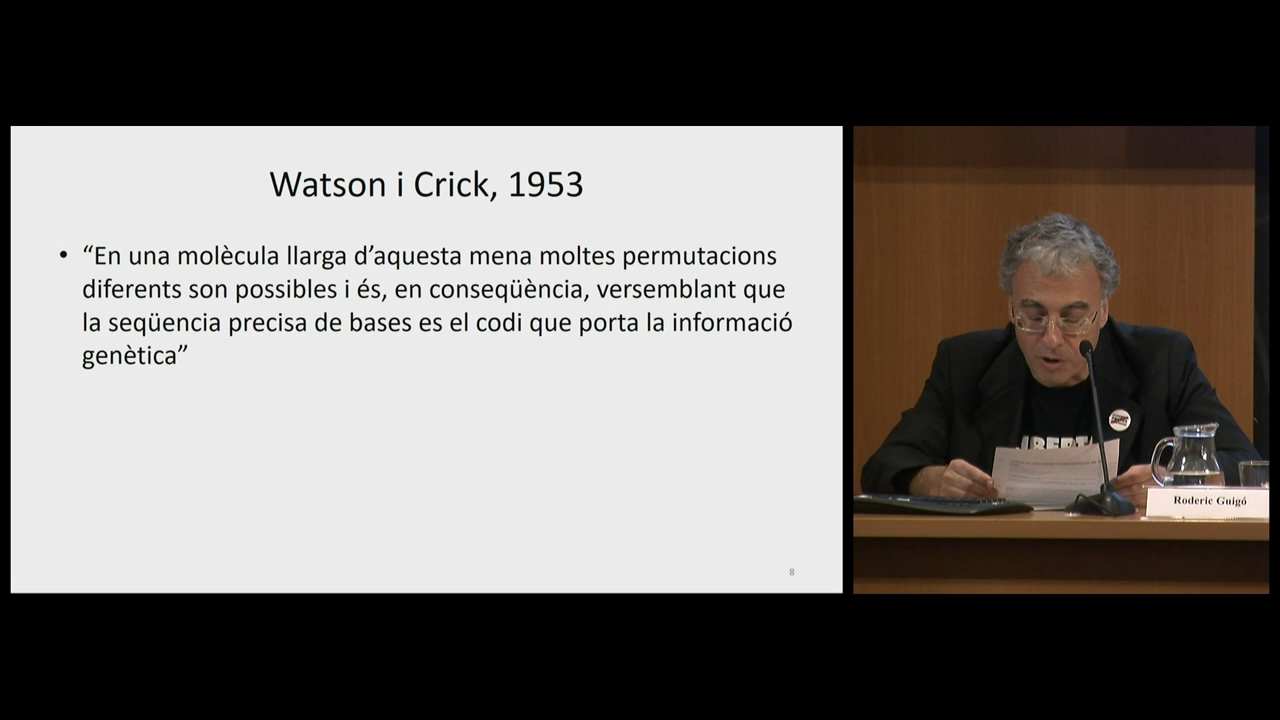 Watson i Crick, 1953
• “En una molècula llarga d’aquesta mena moltes permutacions
diferents son possibles i és, en conseqüència, versemblant que
la seqüencia precisa de bases es el codi que porta la informació
genètica”
8
Roderic Guigó